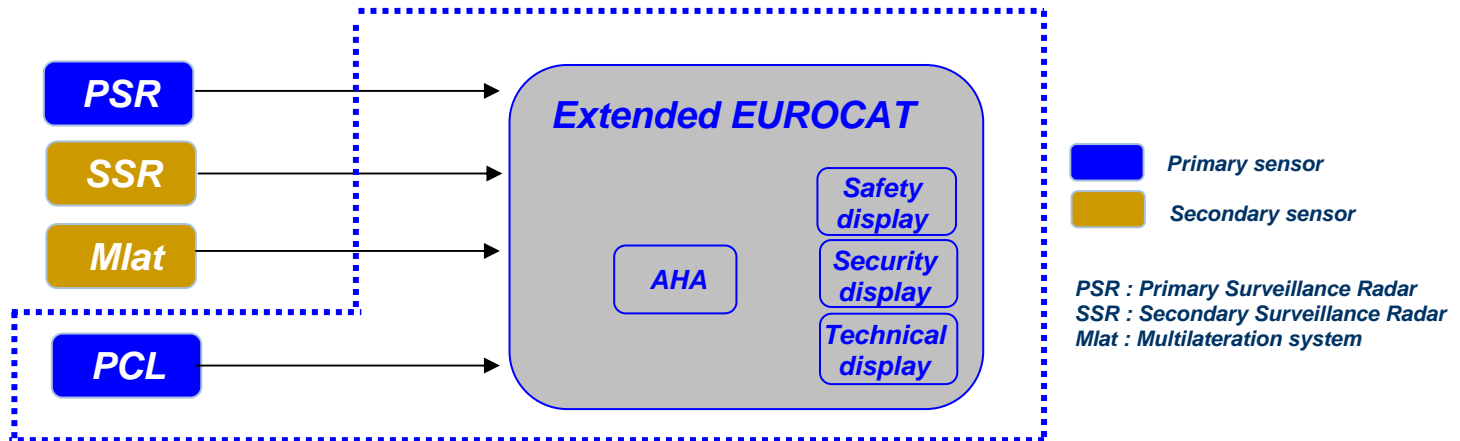 PSR
SSR
Mlat
PCL
Extended EUROCAT
AHA
Safety
display
Security
display
Technical
display
Primary sensor
Secondary sensor
PSR : Primary Surveillance Radar
SSR : Secondary Surveillance Radar
Mlat : Multilateration system